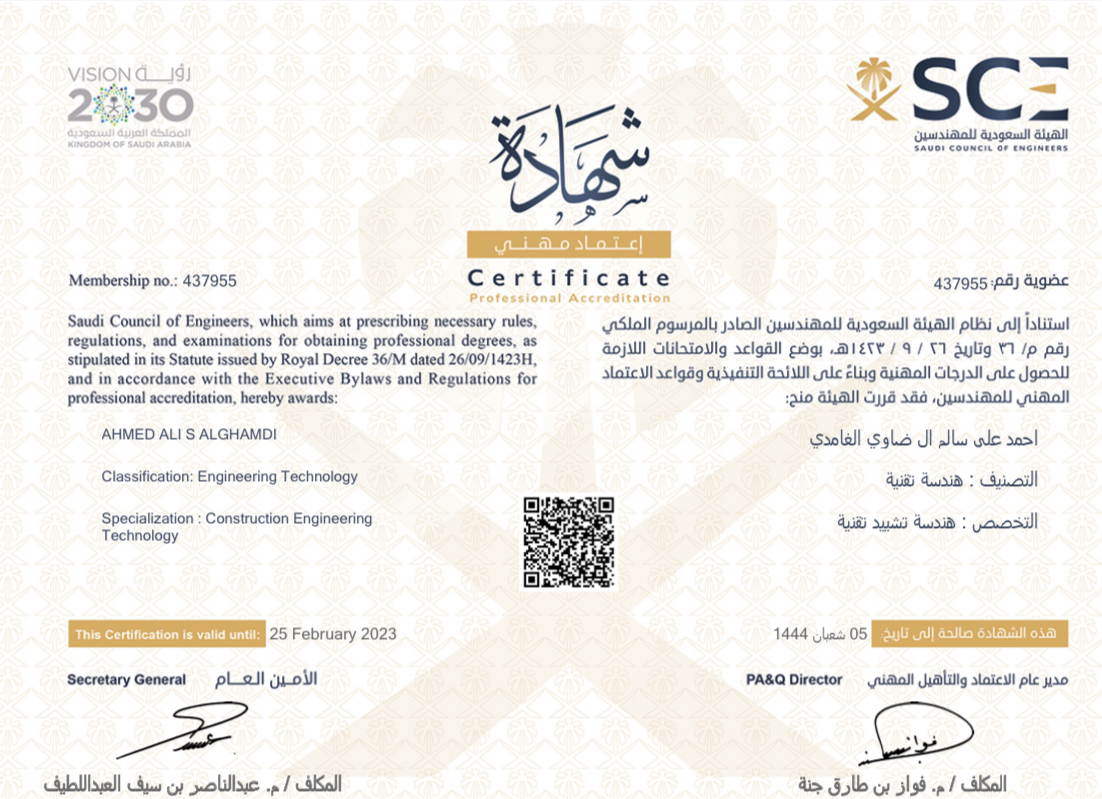 VISION رؤيـــة
2030
المملكة العربية السعودية
KINGDOM OF SAUDI ARABIA
SCE
الهيئة السعودية للمهندسين
SAUDI COUNCIL OF ENGINEERS
شهادة
إعـتـمـاد مـهـنـي
Certificate
Professional Accreditation
Membership no.: 437955
عضوية رقم: 437955
Saudi Council of Engineers, which aims at prescribing necessary rules,
regulations, and examinations for obtaining professional degrees, as
stipulated in its Statute issued by Royal Decree 36/M dated 26/09/1423H,
and in accordance with the Executive Bylaws and Regulations for
professional accreditation, hereby awards:
استناداً إلى نظام الهيئة السعودية للمهندسين الصادر بالمرسوم الملكي
رقم م/ ٣٦ وتاريخ ٢٦ / ٩ / ١٤٢٣هـ، بوضع القواعد والامتحانات اللازمة
للحصول على الدرجات المهنية وبناءً على اللائحة التنفيذية وقواعد الاعتماد
المهني للمهندسين، فقد قررت الهيئة منح:
AHMED ALI S ALGHAMDI
Classification: Engineering Technology
Specialization : Construction Engineering
Technology
احمد على سالم ال ضاوي الغامدي
التصنيف : هندسة تقنية
التخصص : هندسة تشييد تقنية
This Certification is valid until: 25 February 2023
هذه الشهادة صالحة إلى تاريخ: 05 شعبان 1444
Secretary General الأمـين العـــام
PA&Q Director مدير عام الاعتماد والتأهيل المهني
المكلف / م. عبدالناصر بن سيف العبداللطيف
المكلف / م. فواز بن طارق جنة